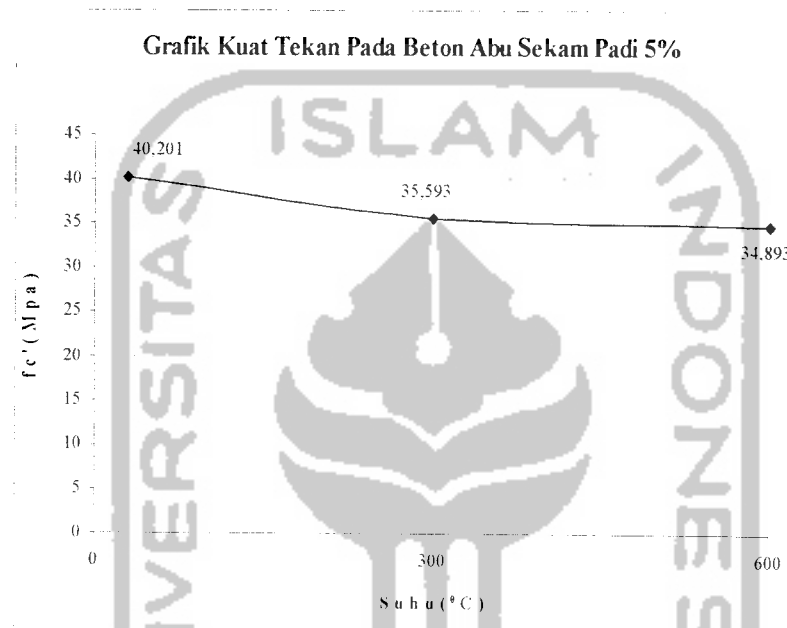 Grafik Kuat Tekan Pada Beton Abu Sekam Padi 5%
ISLAM
UNIVERSITAS
INDONES
fc'(Mpa)
45
40
35
30
25
20
15
10
5
0
40,201
35,593
34,893
0
300
600
Suhu(°C)